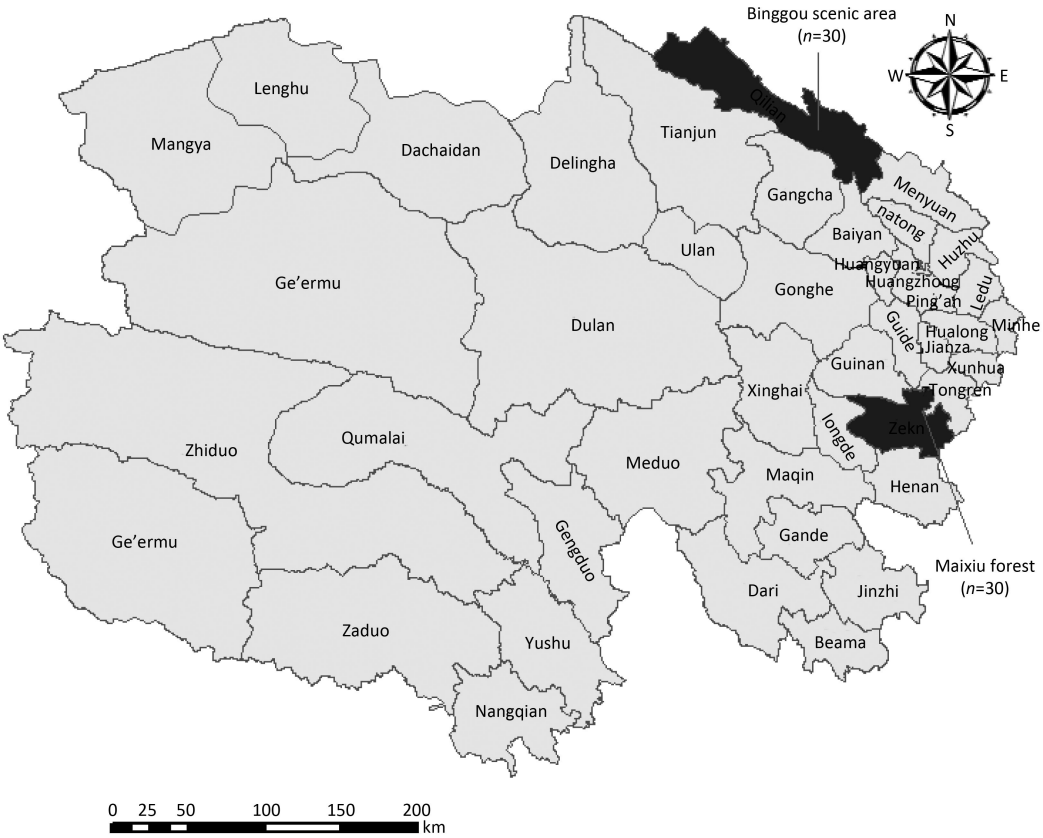 Binggou scenic area
(n=30)
N
W
E
S
Lenghu
Mangya
Dachaidan
Delingha
Tianjun
Qilian
Gangcha
Menyuan
natong
Baiyan
Huzhu
Ulan
Huangyuan
Huangzhong
Ge’ermu
Gonghe
Ping’an
Ledu
Dulan
Guide
Hualong
Minhe
Jianza
Guinan
Xunhua
Xinghai
Tongren
Zekn
Iongde
Zhiduo
Qumalai
Meduo
Maqin
Henan
Ge’ermu
Gengduo
Gande
Maixiu forest
(n=30)
Dari
Jinzhi
Zaduo
Yushu
Beama
Nangqian
0 25 50 100 150 200
km